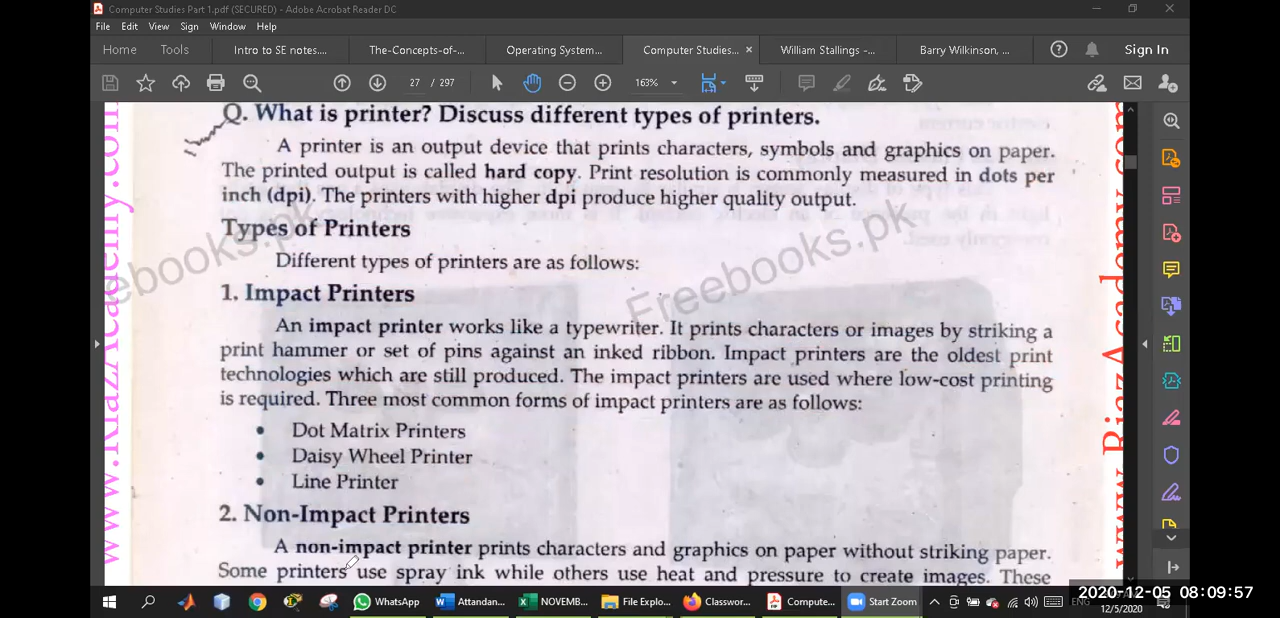 Computer Studies Part 1.pdf (SECURED) - Adobe Acrobat Reader DC
File Edit View Sign Window Help
Home Tools Intro to SE notes.... The-Concepts-of-... Operating System... Computer Studies... × William Stallings -... Barry Wilkinson, ... Sign In
27 / 297 163%
Q. What is printer? Discuss different types of printers.
A printer is an output device that prints characters, symbols and graphics on paper.
The printed output is called hard copy. Print resolution is commonly measured in dots per
inch (dpi). The printers with higher dpi produce higher quality output.
Types of Printers
Different types of printers are as follows:
1. Impact Printers
An impact printer works like a typewriter. It prints characters or images by striking a
print hammer or set of pins against an inked ribbon. Impact printers are the oldest print
technologies which are still produced. The impact printers are used where low-cost printing
is required. Three most common forms of impact printers are as follows:
• Dot Matrix Printers
• Daisy Wheel Printer
• Line Printer
2. Non-Impact Printers
A non-impact printer prints characters and graphics on paper without striking paper.
Some printers use spray ink while others use heat and pressure to create images. These
Freebooks.pk
www.RiazAcademy.com
WhatsApp Attandan... NOVEMB... File Explo... Classwor... Compute... Start Zoom ENG
2020-12-05 08:09:57
12/5/2020